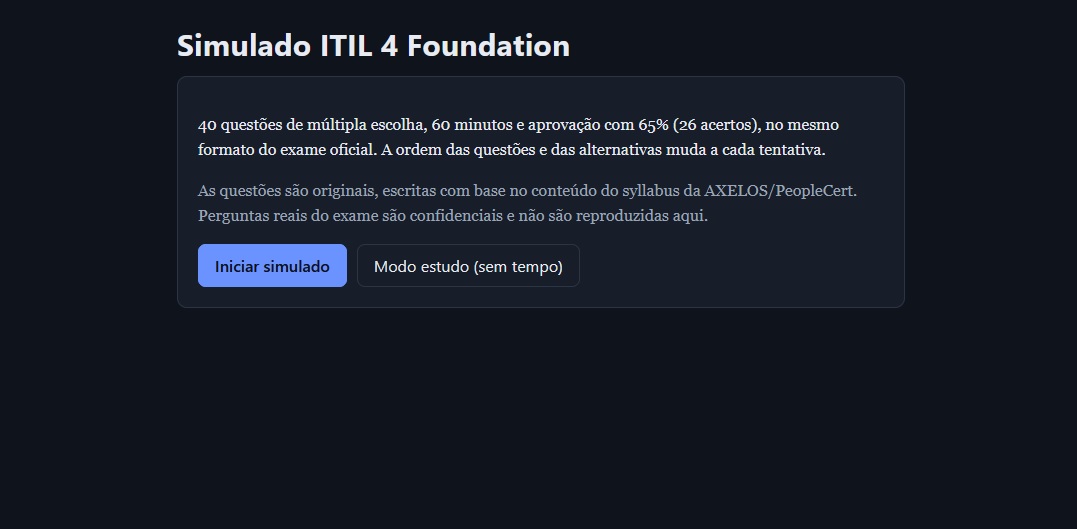 Simulado ITIL 4 Foundation
40 questões de múltipla escolha, 60 minutos e aprovação com 65% (26 acertos), no mesmo
formato do exame oficial. A ordem das questões e das alternativas muda a cada tentativa.
As questões são originais, escritas com base no conteúdo do syllabus da AXELOS/PeopleCert.
Perguntas reais do exame são confidenciais e não são reproduzidas aqui.
Iniciar simulado
Modo estudo (sem tempo)